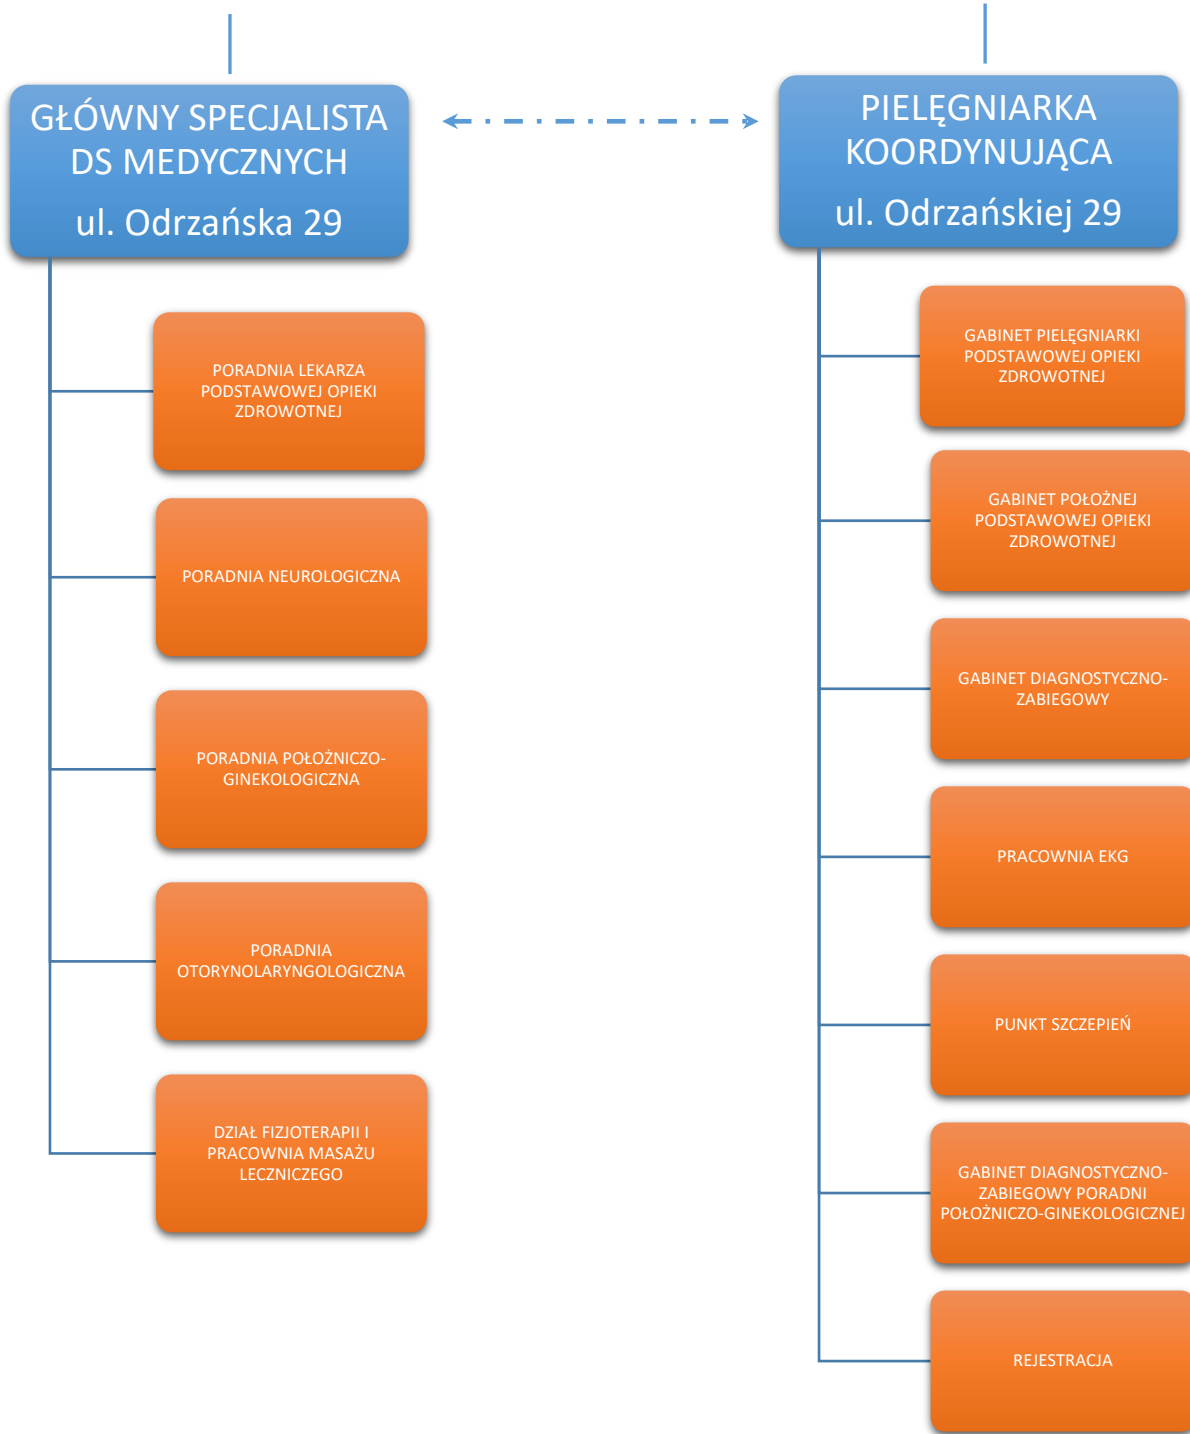 GŁÓWNY SPECJALISTA
DS MEDYCZNYCH
ul. Odrzańska 29
PORADNIA LEKARZA
PODSTAWOWEJ OPIEKI
ZDROWOTNEJ
PORADNIA NEUROLOGICZNA
PORADNIA POŁOŻNICZO-
GINEKOLOGICZNA
PORADNIA
OTORYNOLARYNGOLOGICZNA
DZIAŁ FIZJOTERAPII I
PRACOWNIA MASAŻU
LECZNICZEGO
PIELĘGNIARKA
KOORDYNUJĄCA
ul. Odrzańskiej 29
GABINET PIELĘGNIARKI
PODSTAWOWEJ OPIEKI
ZDROWOTNEJ
GABINET POŁOŻNEJ
PODSTAWOWEJ OPIEKI
ZDROWOTNEJ
GABINET DIAGNOSTYCZNO-
ZABIEGOWY
PRACOWNIA EKG
PUNKT SZCZEPIEŃ
GABINET DIAGNOSTYCZNO-
ZABIEGOWY PORADNI
POŁOŻNICZO-GINEKOLOGICZNEJ
REJESTRACJA